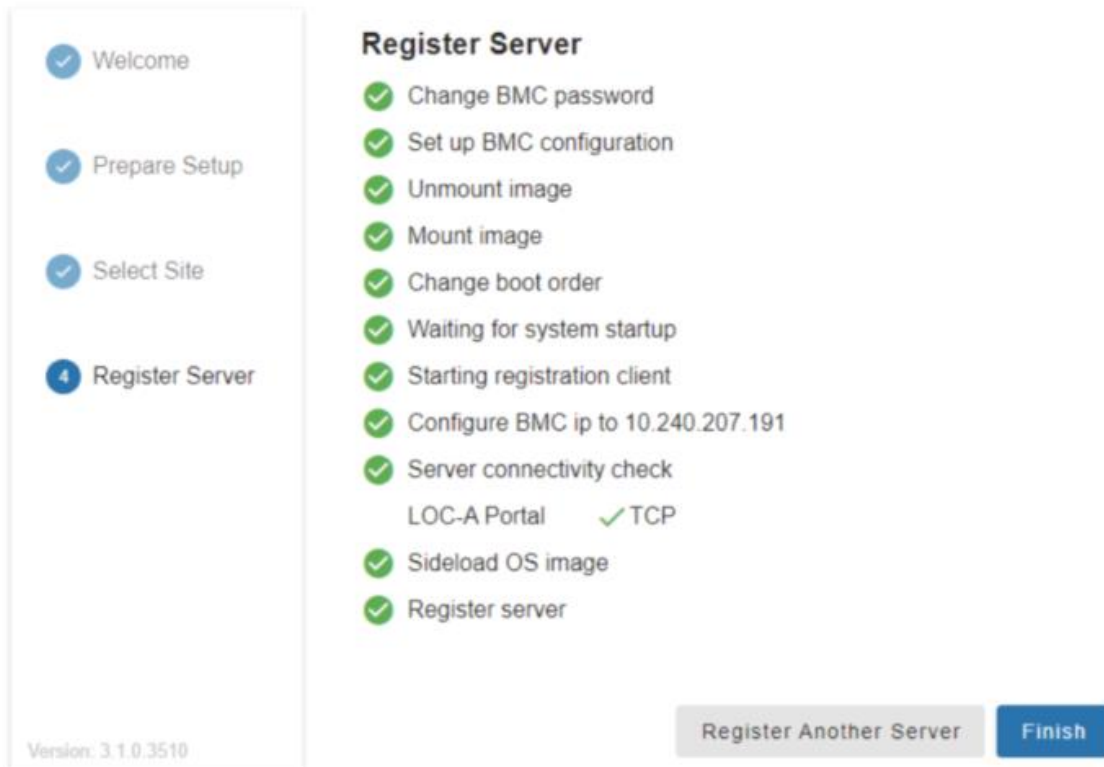 Welcome
Prepare Setup
Select Site
4 Register Server
Version: 3.1.0.3510
Register Server
Change BMC password
Set up BMC configuration
Unmount image
Mount image
Change boot order
Waiting for system startup
Starting registration client
Configure BMC ip to 10.240.207.191
Server connectivity check
LOC-A Portal TCP
Sideload OS image
Register server
Register Another Server Finish